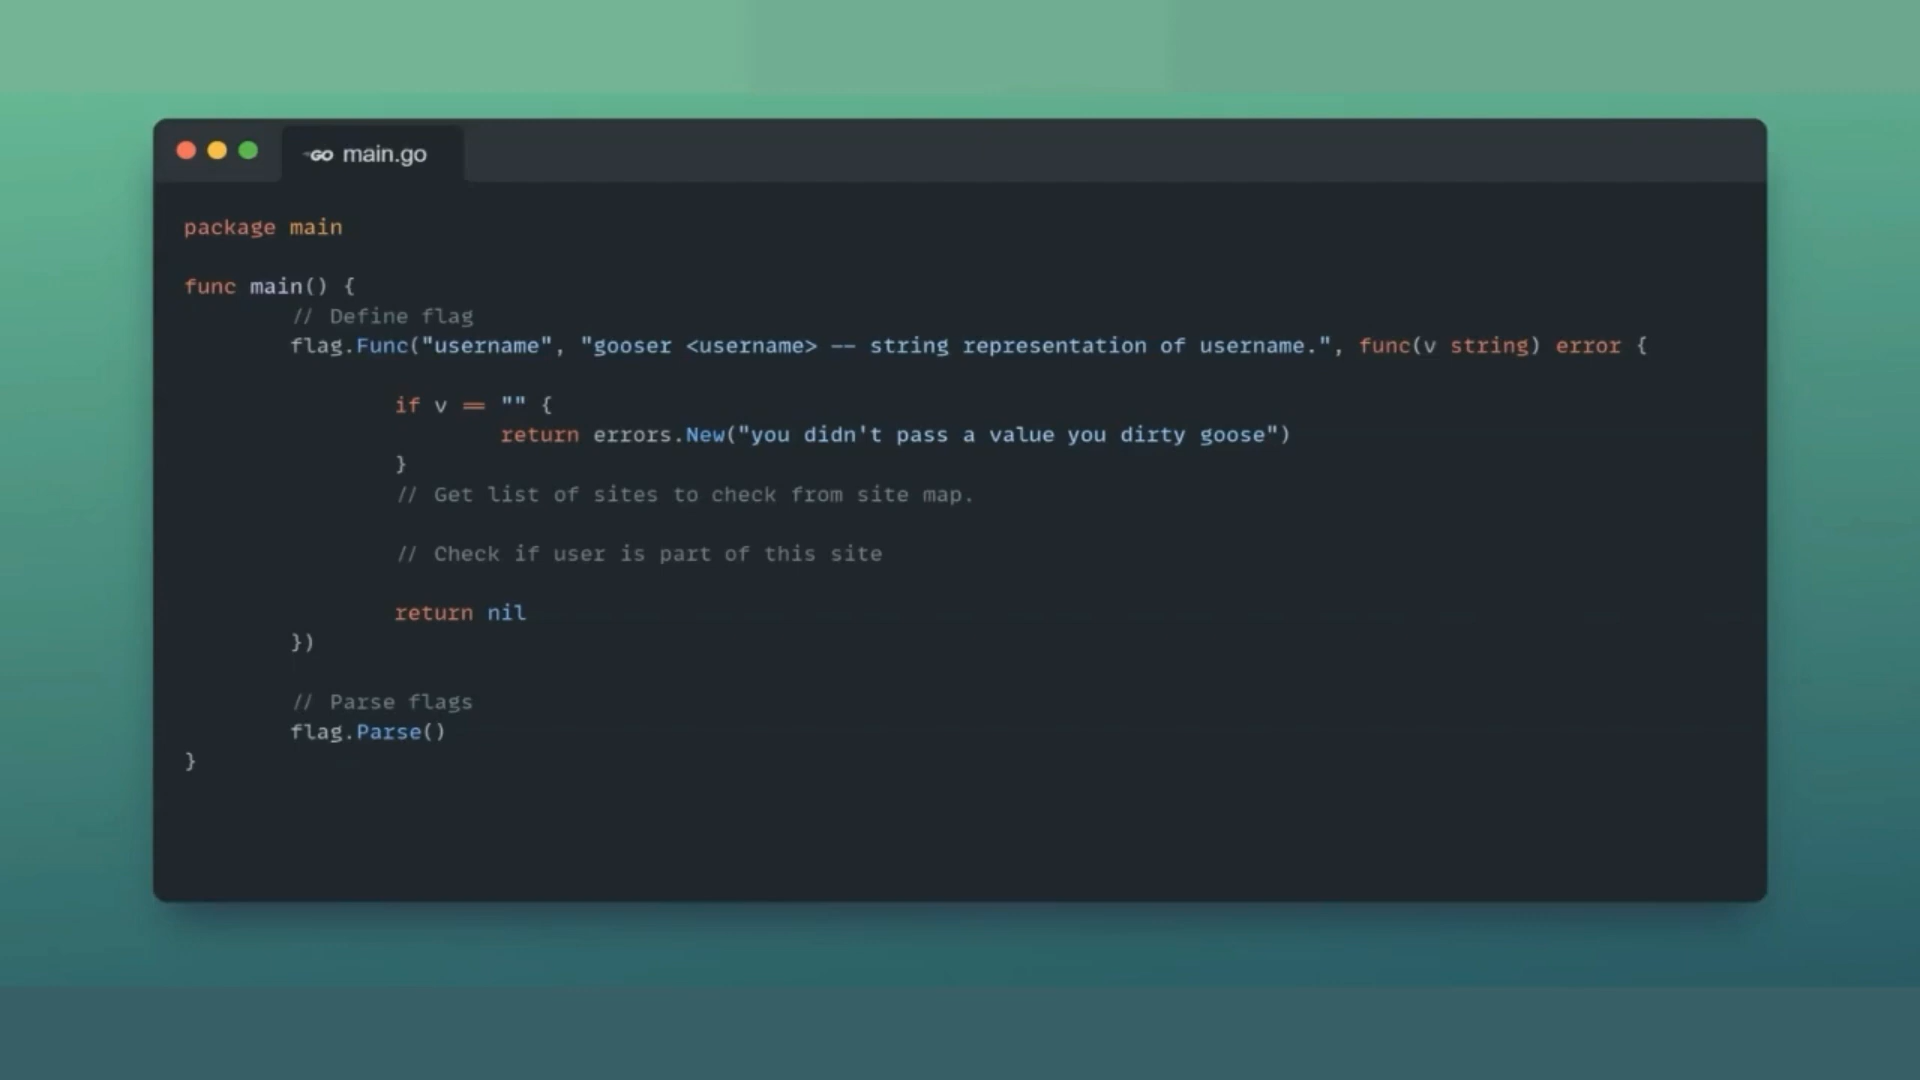 GO main.go
package main
func main() {
// Define flag
flag.Func("username", "gooser <username> -- string representation of username.", func(v string) error {
if v == "" {
return errors.New("you didn't pass a value you dirty goose")
}
// Get list of sites to check from site map.
// Check if user is part of this site
return nil
})
// Parse flags
flag.Parse()
}